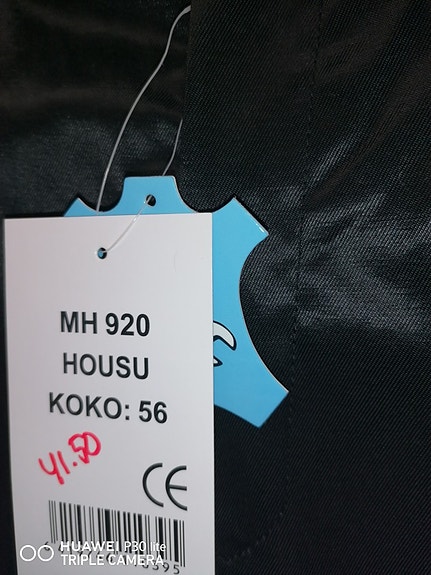 MH 920
HOUSU
KOKO: 56
41.50
CE
HUAWEI P30 lite
TRIPLE CAMERA